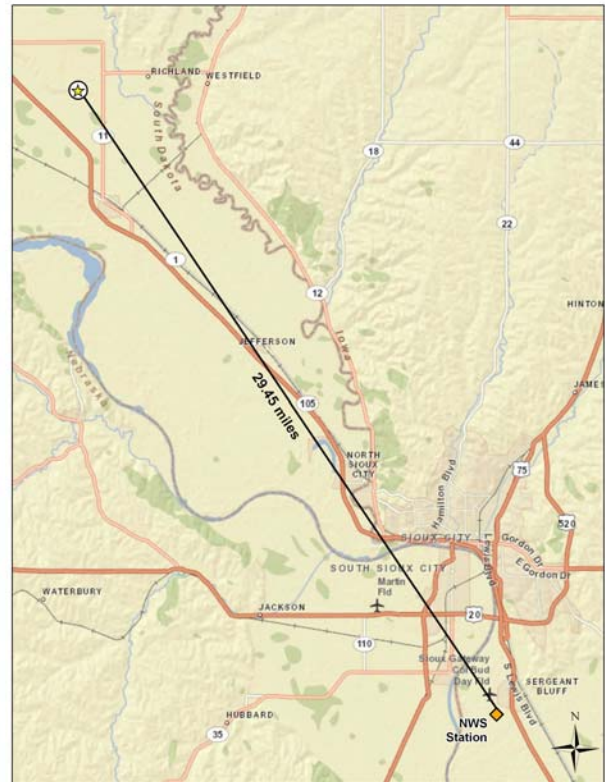 RICHLAND
WESTFIELD
11
South Dakota
18
44
22
1
12
HINTON
Iowa
JEFFERSON
Nebraska
29.45 miles
105
JAMES
NORTH
SIOUX
CITY
75
Hamilton Blvd
520
SIOUX CITY
Lewis Blvd
Gordon Dr
E Gordon Dr
SOUTH SIOUX CITY
Martin
Fld
WATERBURY
JACKSON
20
110
Sioux Gateway
Col Bud
Day Fld
S Lewis Blvd
SERGEANT
BLUFF
HUBBARD
35
NWS
Station
N